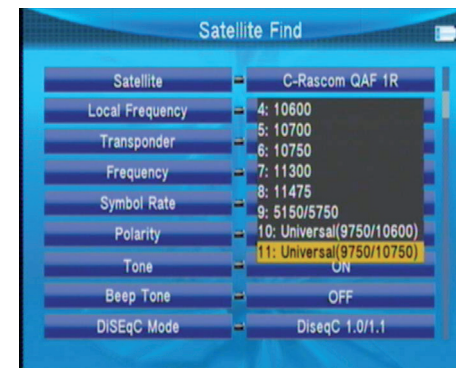 Satellite Find
Satellite C-Rascom QAF 1R
Local Frequency 4: 10600
5: 10700
Transponder 6: 10750
Frequency 7: 11300
8: 11475
Symbol Rate 9: 5150/5750
Polarity 10: Universal(9750/10600)
11: Universal(9750/10750)
Tone ON
Beep Tone OFF
DiSEqC Mode DiseqC 1.0/1.1